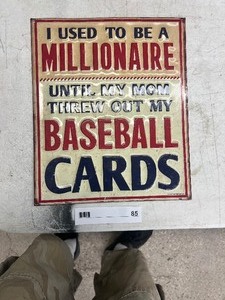 I USED TO BE A
MILLIONAIRE
UNTIL MY MOM
THREW OUT MY
BASEBALL
CARDS
85